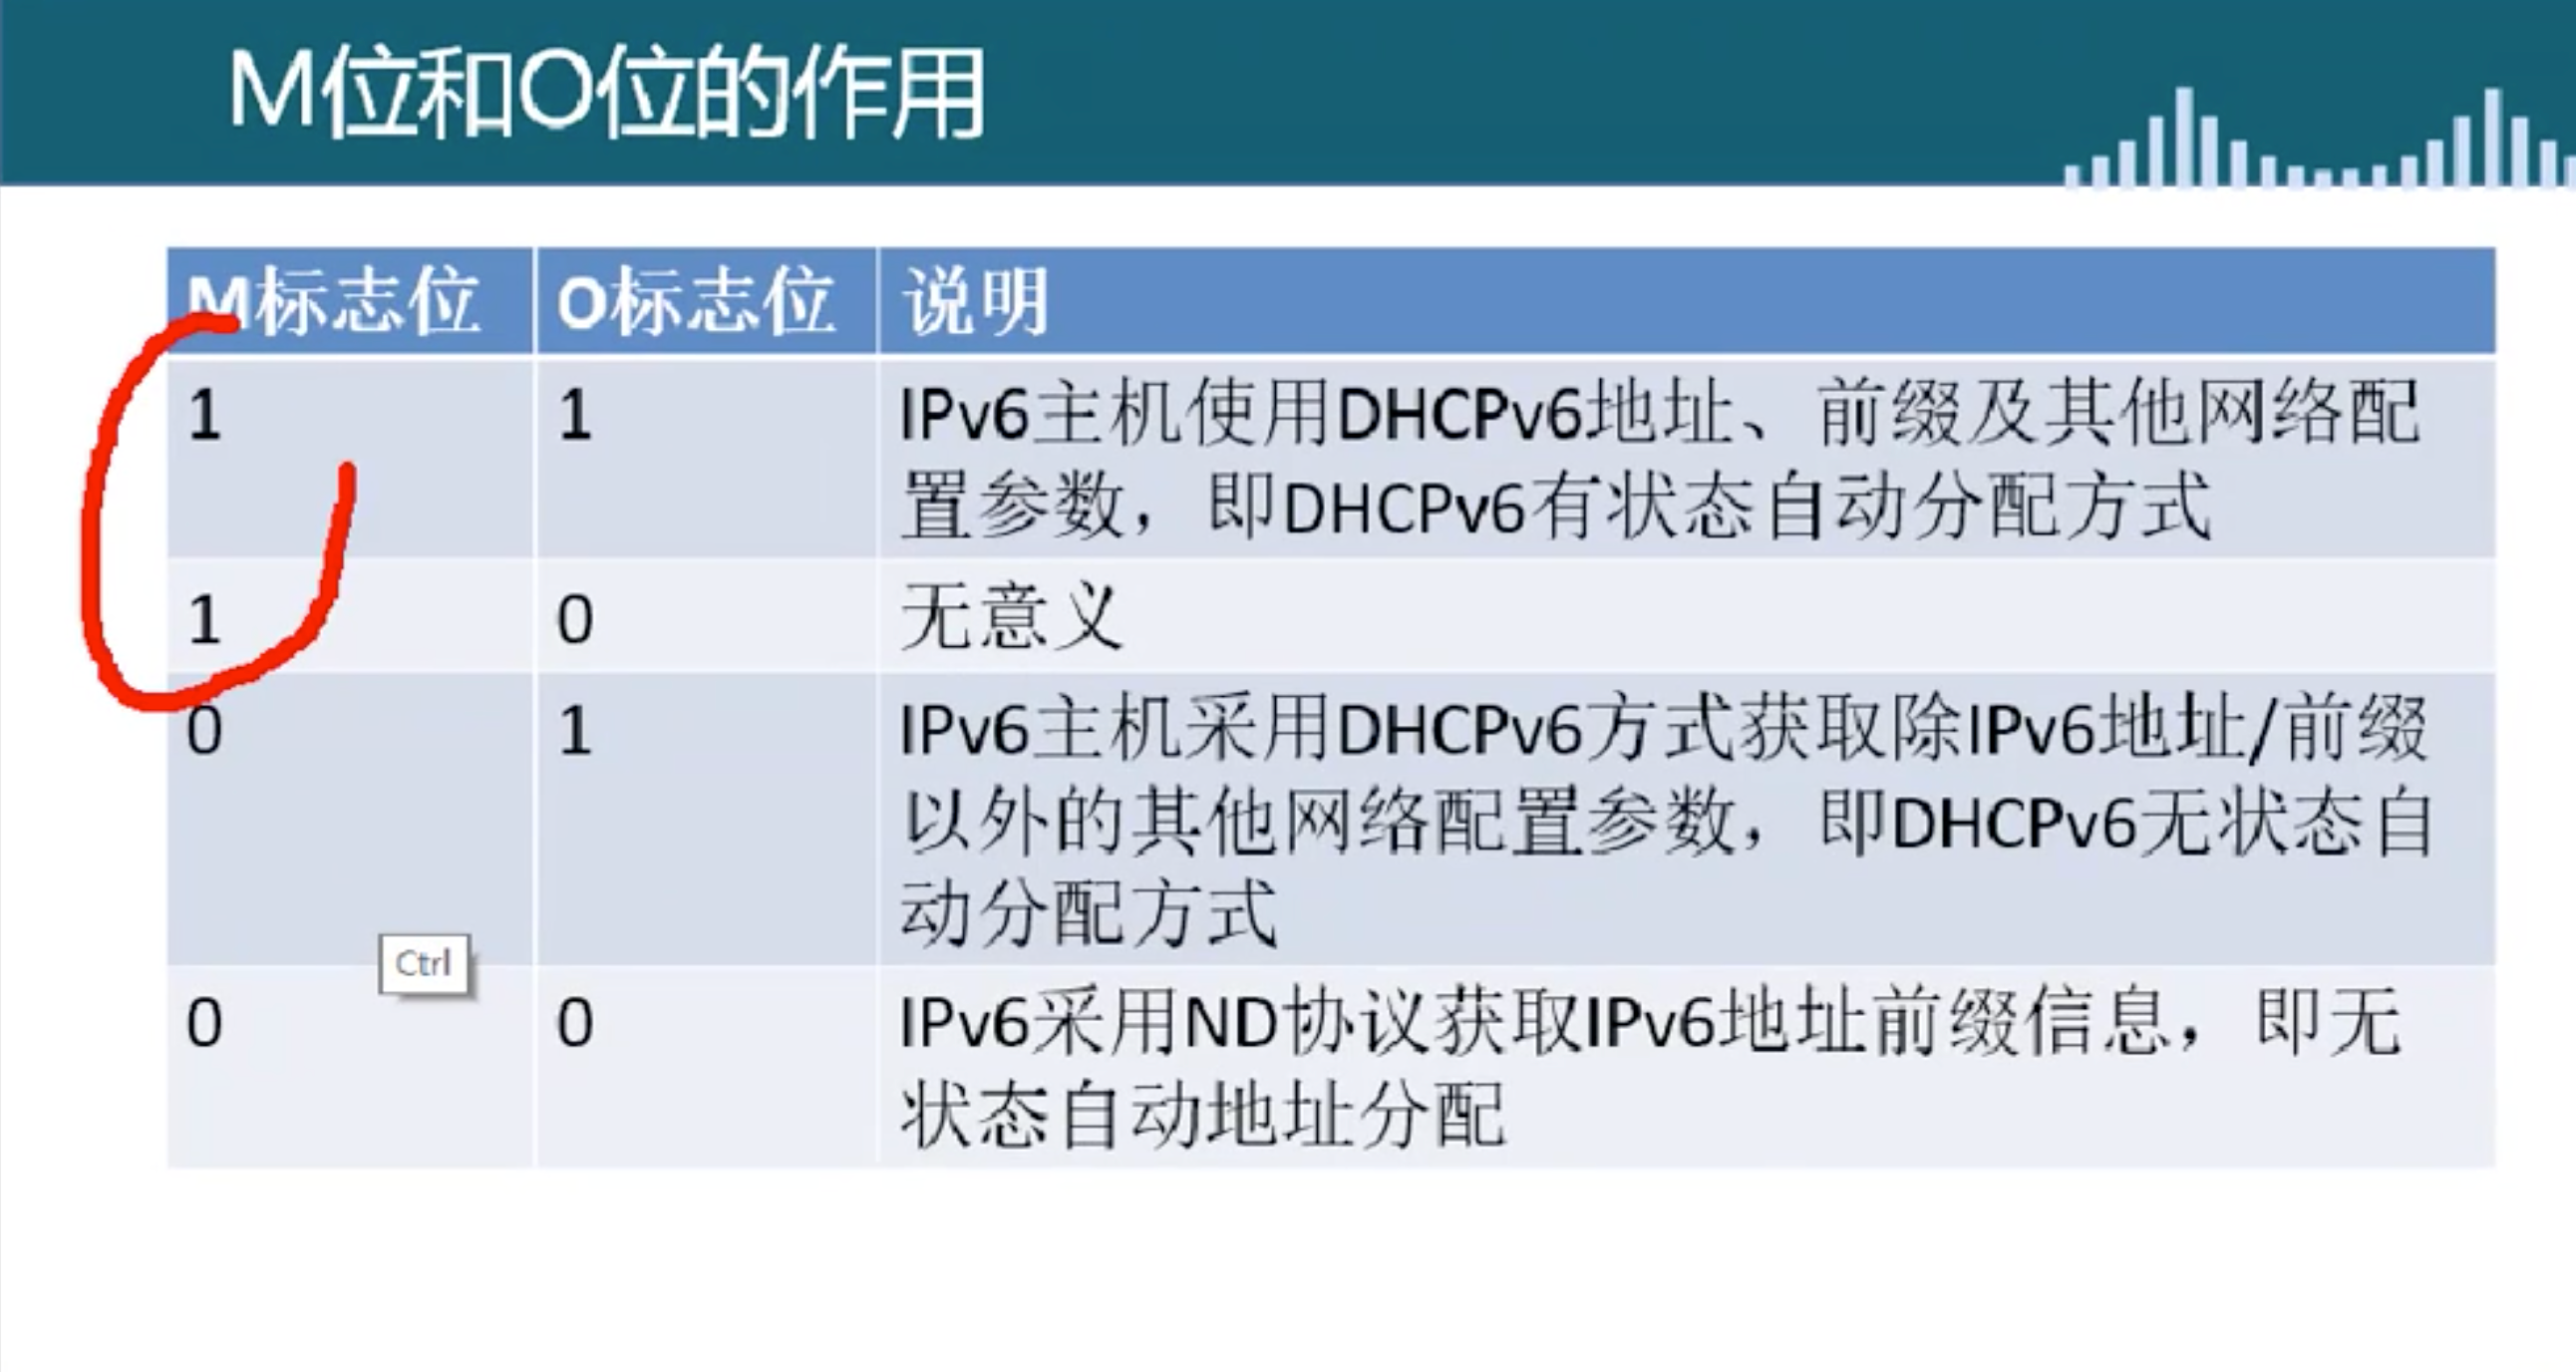 M位和O位的作用
M标志位 O标志位 说明
1 1 IPv6主机使用DHCPv6地址、前缀及其他网络配
置参数，即DHCPv6有状态自动分配方式
1 0 无意义
0 1 IPv6主机采用DHCPv6方式获取除IPv6地址/前缀
以外的其他网络配置参数，即DHCPv6无状态自
动分配方式
Ctrl
0 0 IPv6采用ND协议获取IPv6地址前缀信息，即无
状态自动地址分配